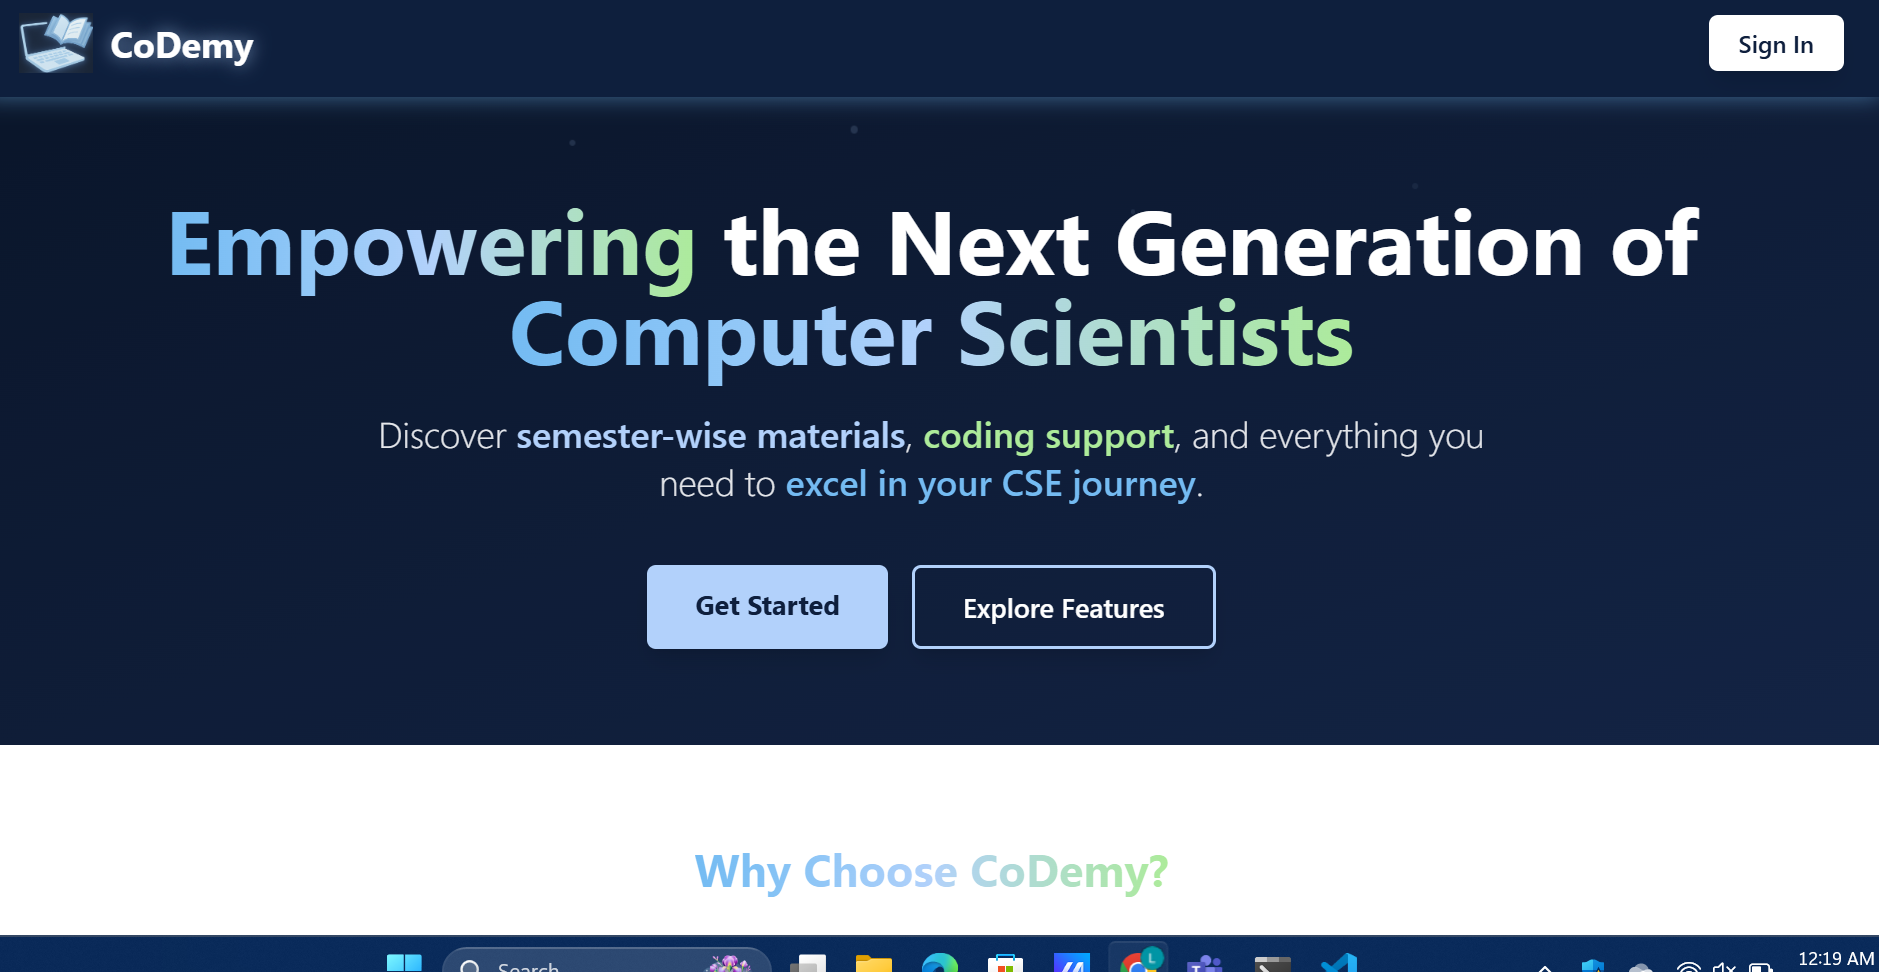 CoDemy
Sign In
Empowering the Next Generation of
Computer Scientists
Discover semester-wise materials, coding support, and everything you
need to excel in your CSE journey.
Get Started
Explore Features
Why Choose CoDemy?
Search
L
T
12:19 AM